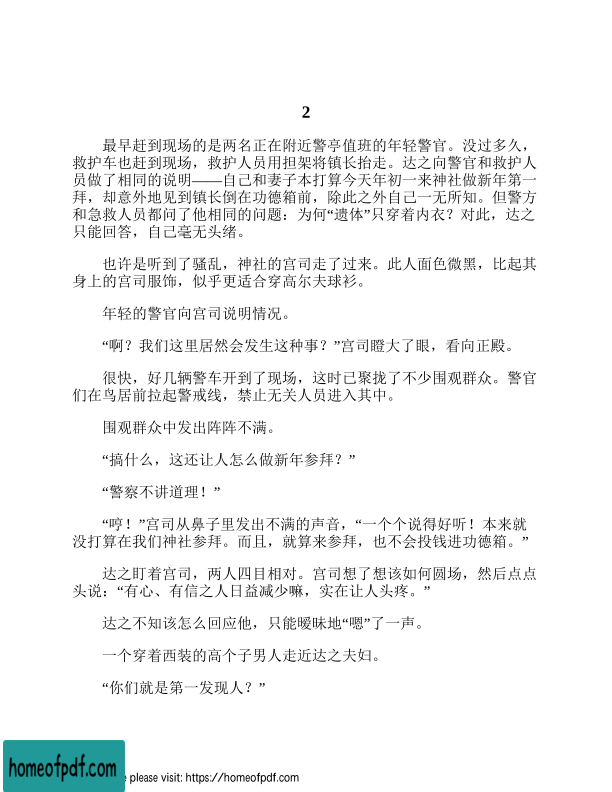 2
最早赶到现场的是两名正在附近警亭值班的年轻警官。没过多久，
救护车也赶到现场，救护人员用担架将镇长抬走。达之向警官和救护人
员做了相同的说明——自己和妻子本打算今天年初一来神社做新年第一
拜，却意外地见到镇长倒在功德箱前，除此之外自己一无所知。但警方
和急救人员都问了他相同的问题：为何“遗体”只穿着内衣？对此，达之
只能回答，自己毫无头绪。
也许是听到了骚乱，神社的宫司走了过来。此人面色微黑，比起其
身上的宫司服饰，似乎更适合穿高尔夫球衫。
年轻的警官向宫司说明情况。
“啊？我们这里居然会发生这种事？”宫司瞪大了眼，看向正殿。
很快，好几辆警车开到了现场，这时已聚拢了不少围观群众。警官
们在鸟居前拉起警戒线，禁止无关人员进入其中。
围观群众中发出阵阵不满。
“搞什么，这还让人怎么做新年参拜？”
“警察不讲道理！”
“哼！”宫司从鼻子里发出不满的声音，“一个个说得好听！本来就
没打算在我们神社参拜。而且，就算来参拜，也不会投钱进功德箱。”
达之盯着宫司，两人四目相对。宫司想了想该如何圆场，然后点点
头说：“有心、有信之人日益减少嘛，实在让人头疼。”
达之不知该怎么回应他，只能暧昧地“嗯”了一声。
一个穿着西装的高个子男人走近达之夫妇。
“你们就是第一发现人？”
homeofpdf.com
e please visit: https://homeofpdf.com